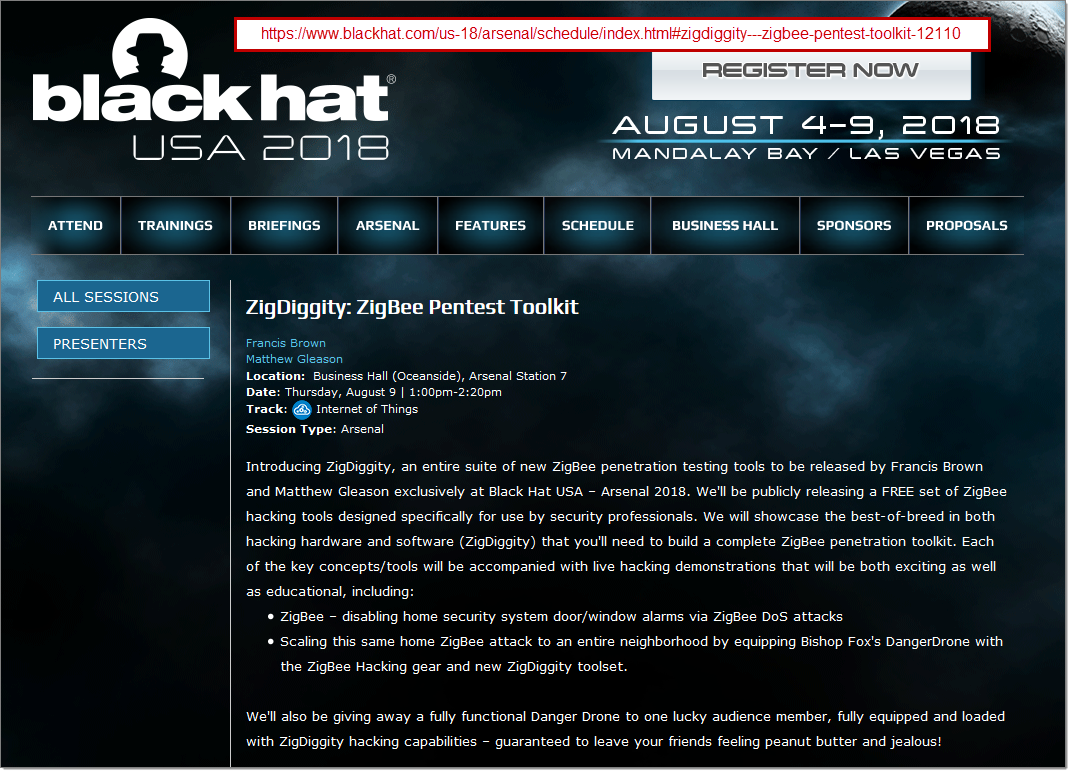 https://www.blackhat.com/us-18/arsenal/schedule/index.html#zigdiggity---zigbee-pentest-toolkit-12110
REGISTER NOW
black hat®
USA 2018
AUGUST 4-9, 2018
MANDALAY BAY / LAS VEGAS
ATTEND TRAININGS BRIEFINGS ARSENAL FEATURES SCHEDULE BUSINESS HALL SPONSORS PROPOSALS
ALL SESSIONS
PRESENTERS
ZigDiggity: ZigBee Pentest Toolkit
Francis Brown
Matthew Gleason
Location: Business Hall (Oceanside), Arsenal Station 7
Date: Thursday, August 9 | 1:00pm-2:20pm
Track: Internet of Things
Session Type: Arsenal
Introducing ZigDiggity, an entire suite of new ZigBee penetration testing tools to be released by Francis Brown
and Matthew Gleason exclusively at Black Hat USA – Arsenal 2018. We'll be publicly releasing a FREE set of ZigBee
hacking tools designed specifically for use by security professionals. We will showcase the best-of-breed in both
hacking hardware and software (ZigDiggity) that you'll need to build a complete ZigBee penetration toolkit. Each
of the key concepts/tools will be accompanied with live hacking demonstrations that will be both exciting as well
as educational, including:
• ZigBee – disabling home security system door/window alarms via ZigBee DoS attacks
• Scaling this same home ZigBee attack to an entire neighborhood by equipping Bishop Fox's DangerDrone with
the ZigBee Hacking gear and new ZigDiggity toolset.
We'll also be giving away a fully functional Danger Drone to one lucky audience member, fully equipped and loaded
with ZigDiggity hacking capabilities – guaranteed to leave your friends feeling peanut butter and jealous!